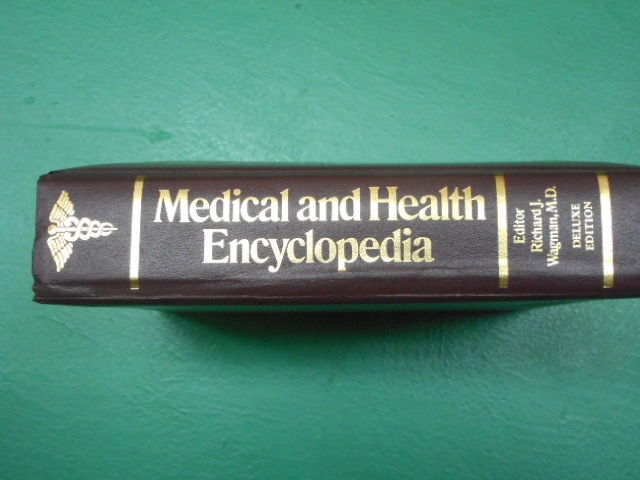 Medical and Health
Encyclopedia
Editor
Richard J.
Wagman, M.D.
DELUXE
EDITION